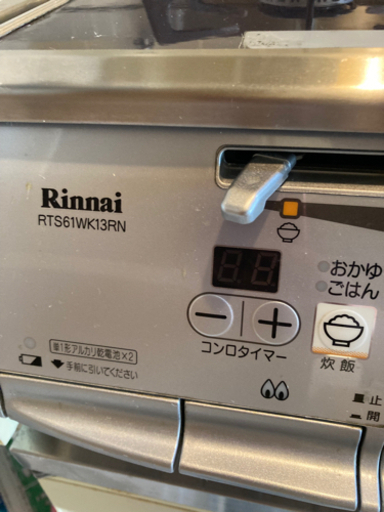 Rinnai
RTS61WK13RN
おかゆ
ごはん
コンロタイマー
炊飯
単1形アルカリ乾電池×2
手前に引いてください
止
開